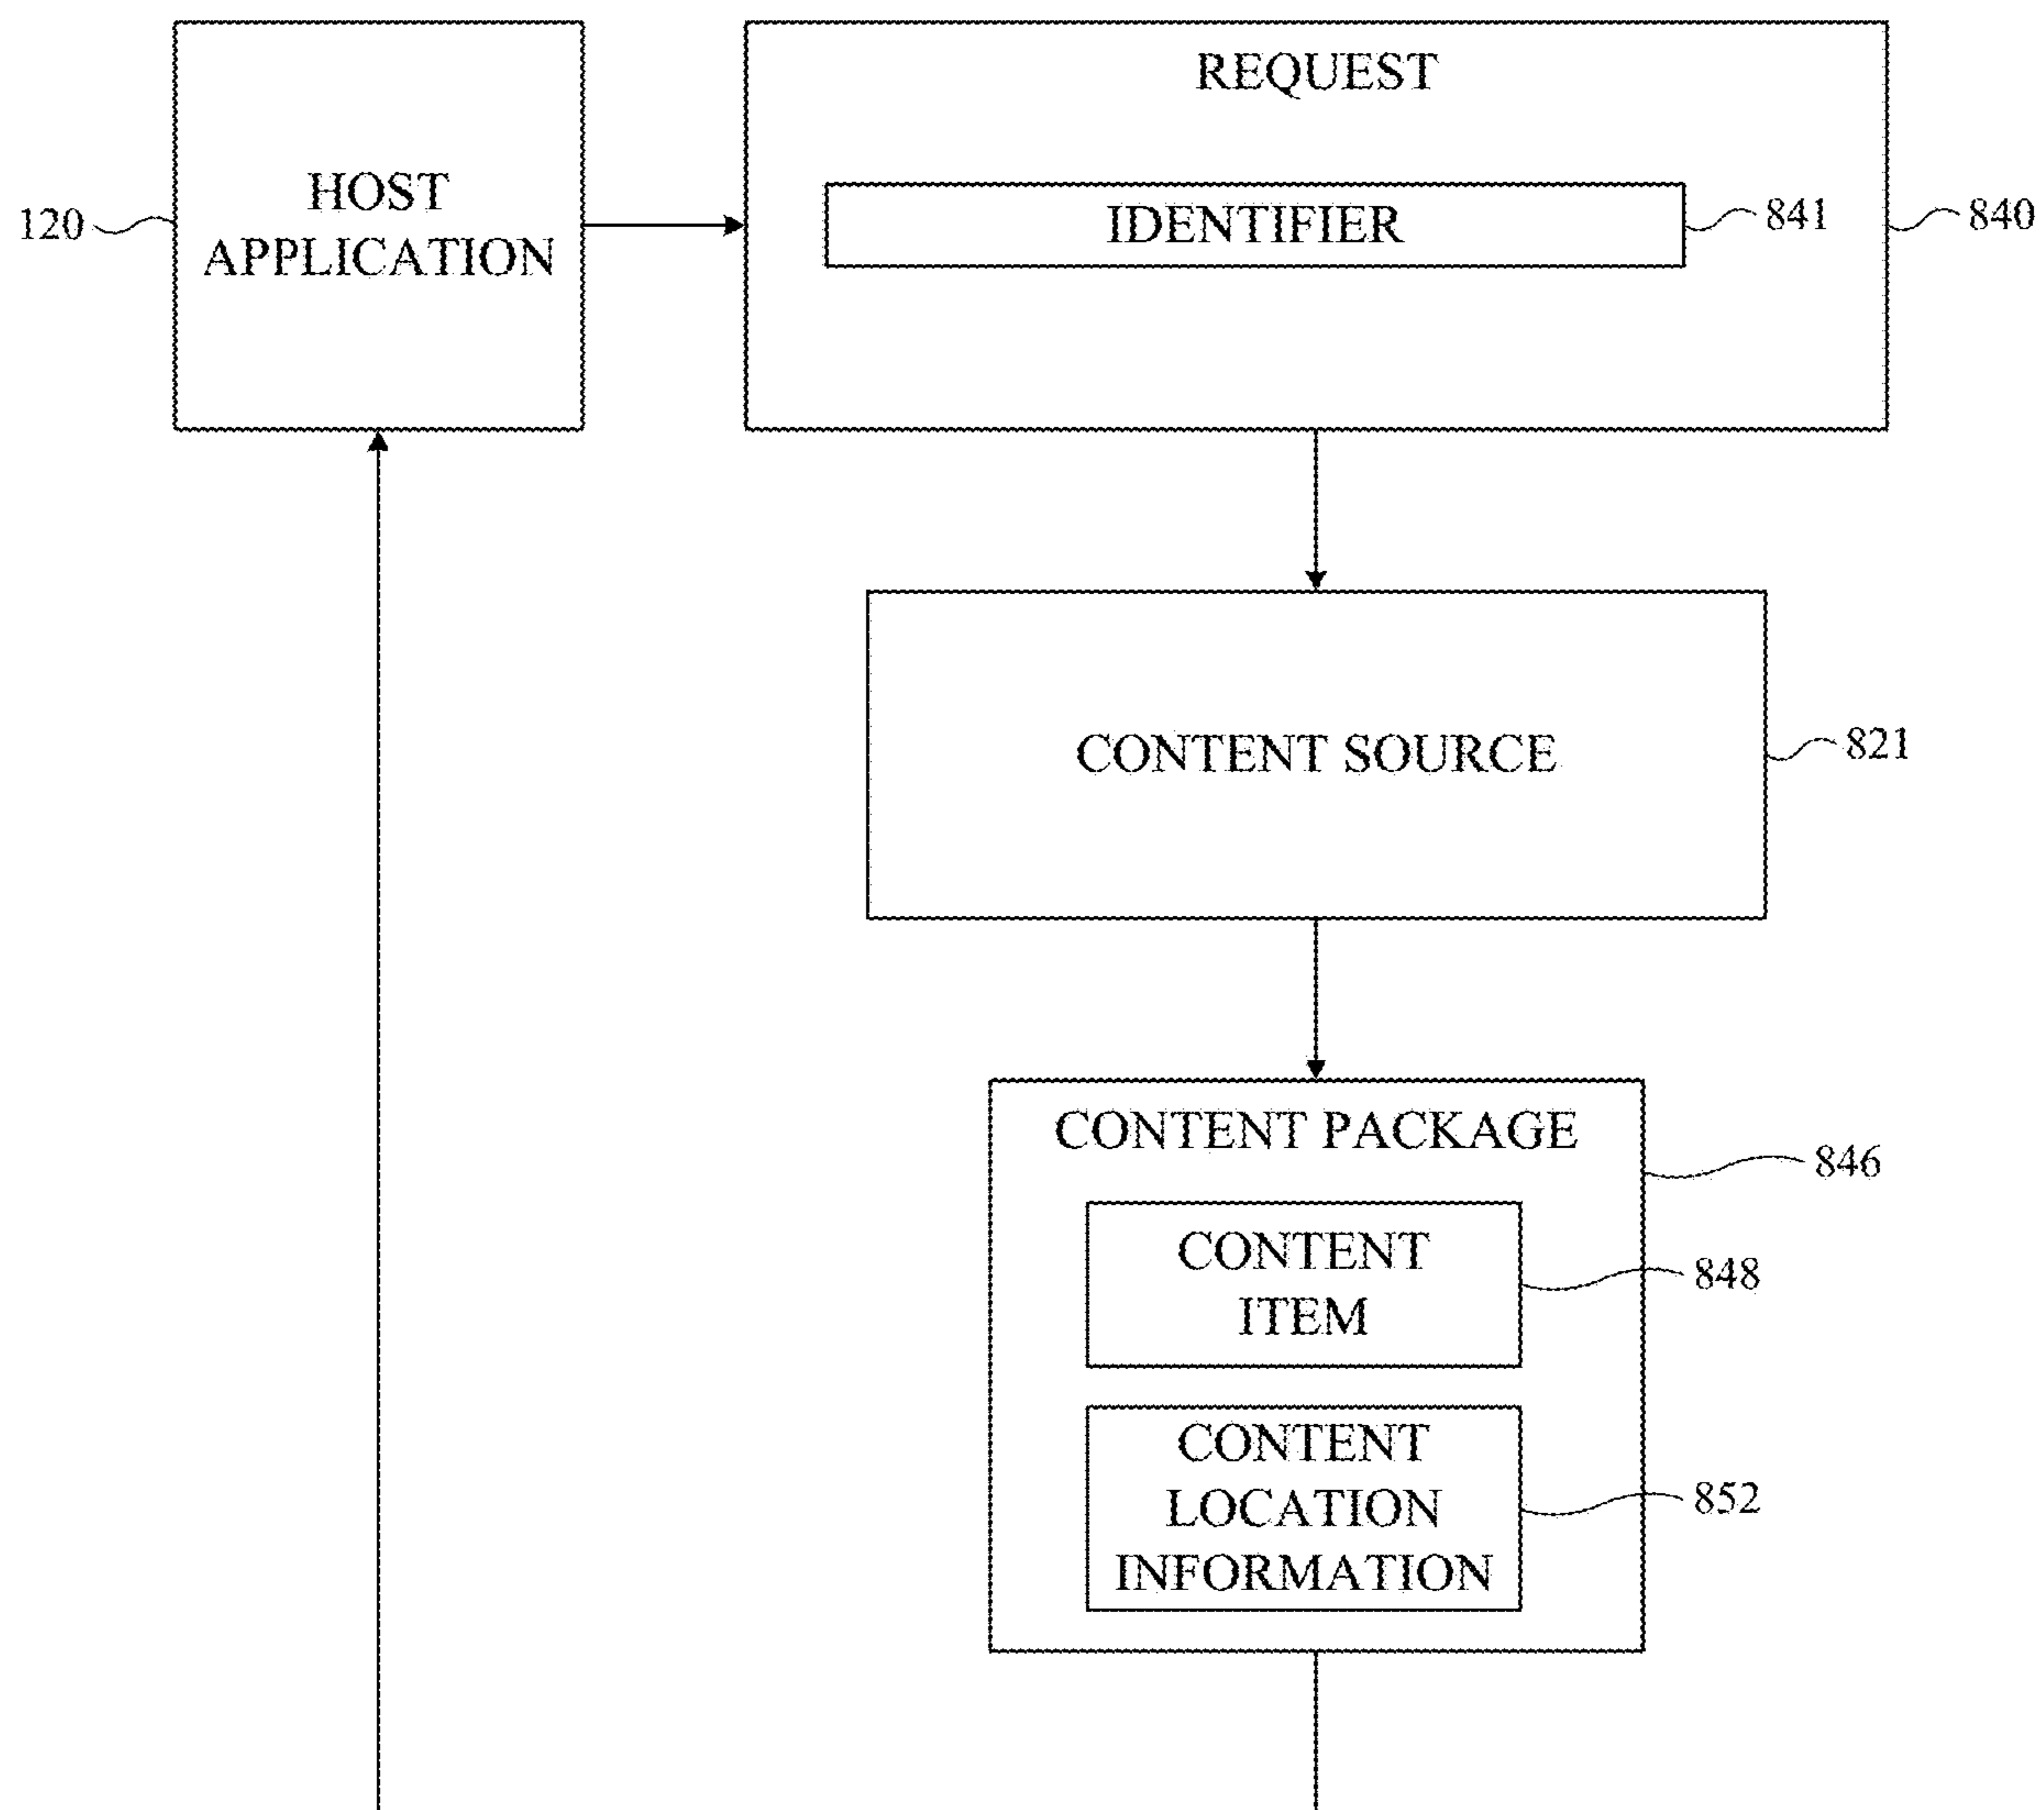 HOST
APPLICATION
120
REQUEST
IDENTIFIER
841
840
CONTENT SOURCE
821
CONTENT PACKAGE
846
CONTENT
ITEM
848
CONTENT
LOCATION
INFORMATION
852